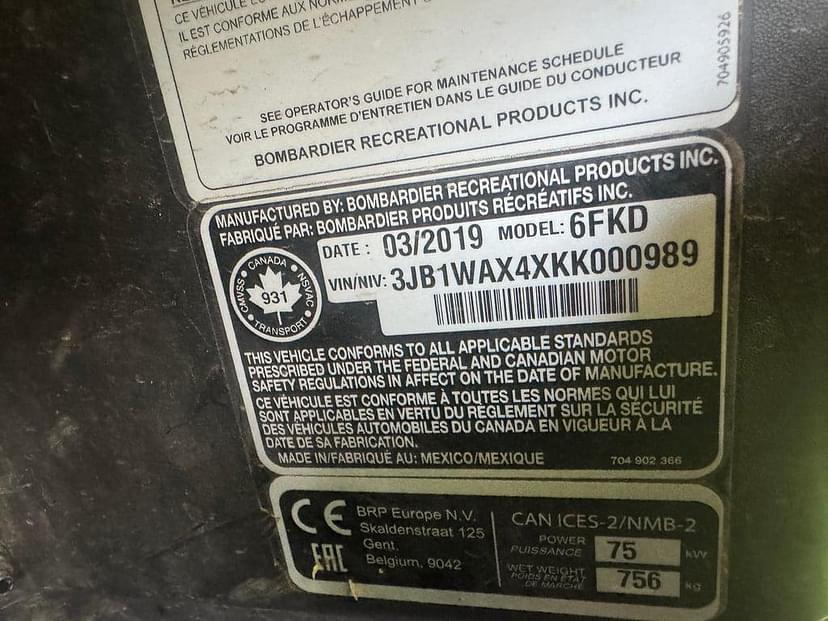 CE VÉHICULE
IL EST CONFORME AUX
RÉGLEMENTATIONS DE L'ÉCHAPPEMENT
704905926
SEE OPERATOR'S GUIDE FOR MAINTENANCE SCHEDULE
VOIR LE PROGRAMME D'ENTRETIEN DANS LE GUIDE DU CONDUCTEUR
BOMBARDIER RECREATIONAL PRODUCTS INC.
MANUFACTURED BY: BOMBARDIER RECREATIONAL PRODUCTS INC.
FABRIQUÉ PAR: BOMBARDIER PRODUITS RÉCRÉATIFS INC.
DATE: 03/2019 MODEL: 6FKD
VIN/NIV: 3JB1WAX4XKK000989
CANADA
CMVSS 931 NSVAC
TRANSPORT
THIS VEHICLE CONFORMS TO ALL APPLICABLE STANDARDS
PRESCRIBED UNDER THE FEDERAL AND CANADIAN MOTOR
SAFETY REGULATIONS IN AFFECT ON THE DATE OF MANUFACTURE.
CE VÉHICULE EST CONFORME À TOUTES LES NORMES QUI LUI
SONT APPLICABLES EN VERTU DU RÈGLEMENT SUR LA SÉCURITÉ
DES VÉHICULES AUTOMOBILES DU CANADA EN VIGUEUR À LA
DATE DE SA FABRICATION.
MADE IN/FABRIQUÉ AU: MEXICO/MEXIQUE 704 902 366
CE
EAC
BRP Europe N.V.
Skaldenstraat 125
Gent.
Belgium, 9042
CAN ICES-2/NMB-2
POWER
PUISSANCE 75 kW
WET WEIGHT
POIDS EN ÉTAT
DE MARCHE 756 kg